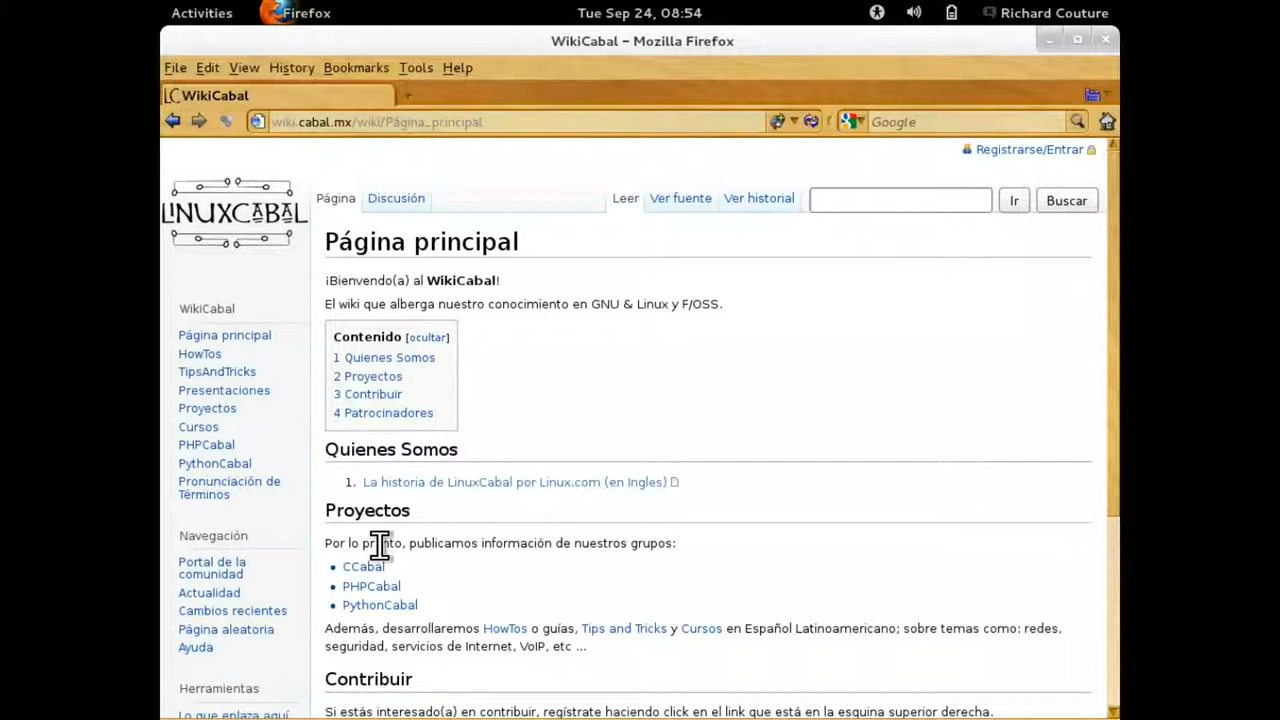 Activities Firefox Tue Sep 24, 08:54 Richard Couture
WikiCabal - Mozilla Firefox
File Edit View History Bookmarks Tools Help
WikiCabal
wiki.cabal.mx/wiki/Página_principal Google
Registrarse/Entrar
LINUXCABAL
Página Discusión Leer Ver fuente Ver historial Ir Buscar
Página principal
¡Bienvendo(a) al WikiCabal!
El wiki que alberga nuestro conocimiento en GNU & Linux y F/OSS.
Contenido [ocultar]
1 Quienes Somos
2 Proyectos
3 Contribuir
4 Patrocinadores
Quienes Somos
1. La historia de LinuxCabal por Linux.com (en Ingles)
Proyectos
Por lo pronto, publicamos información de nuestros grupos:
CCabal
PHPCabal
PythonCabal
Además, desarrollaremos HowTos o guías, Tips and Tricks y Cursos en Español Latinoamericano; sobre temas como: redes,
seguridad, servicios de Internet, VoIP, etc ...
Contribuir
Si estás interesado(a) en contribuir, regístrate haciendo click en el link que está en la esquina superior derecha.
WikiCabal
Página principal
HowTos
TipsAndTricks
Presentaciones
Proyectos
Cursos
PHPCabal
PythonCabal
Pronunciación de
Términos
Navegación
Portal de la
comunidad
Actualidad
Cambios recientes
Página aleatoria
Ayuda
Herramientas
Lo que enlaza aquí